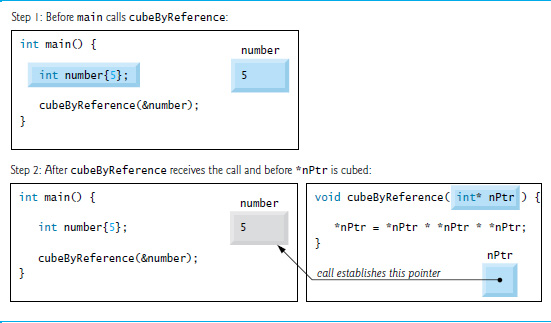 Step 1: Before main calls cubeByReference:
int main() {
number
int number{5};
5
cubeByReference(&number);
}
Step 2: After cubeByReference receives the call and before *nPtr is cubed:
int main() {
number
int number{5};
5
cubeByReference(&number);
}
void cubeByReference( int* nPtr ) {
*nPtr = *nPtr * *nPtr * *nPtr;
}
nPtr
call establishes this pointer